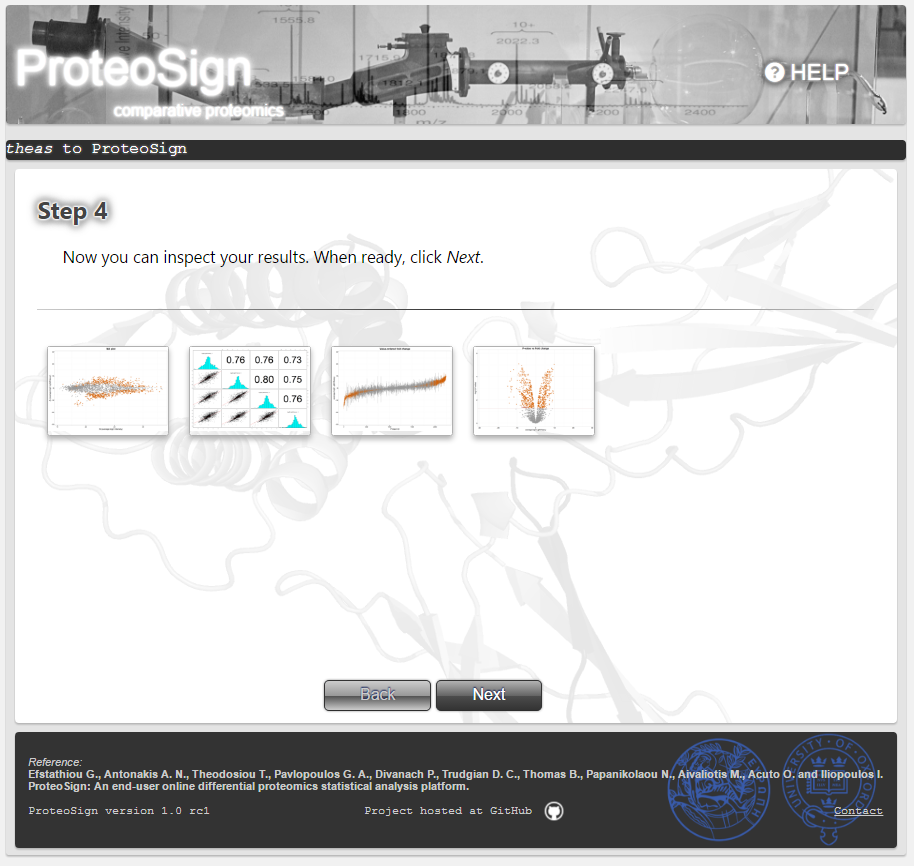 1555.8
10+
2022.3
ProteoSign
? HELP
comparative proteomics
m/z
2000
2200
2400
theas to ProteoSign
Step 4
Now you can inspect your results. When ready, click Next.
0.76 0.76 0.73
0.80 0.75
0.76
Back Next
Reference:
Efstathiou G., Antonakis A. N., Theodosiou T., Pavlopoulos G. A., Divanach P., Trudgian D. C., Thomas B., Papanikolaou N., Aivaliotis M., Acuto O. and Iliopoulos I.
ProteoSign: An end-user online differential proteomics statistical analysis platform.
ProteoSign version 1.0 rc1 Project hosted at GitHub Contact